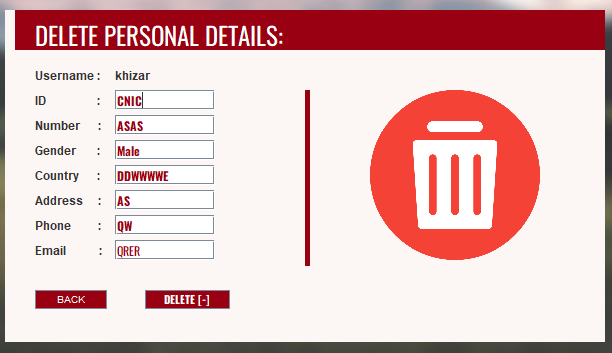 DELETE PERSONAL DETAILS:
Username : khizar
ID : CNIC
Number : ASAS
Gender : Male
Country : DDWWWWE
Address : AS
Phone : QW
Email : QRER
BACK DELETE [-]